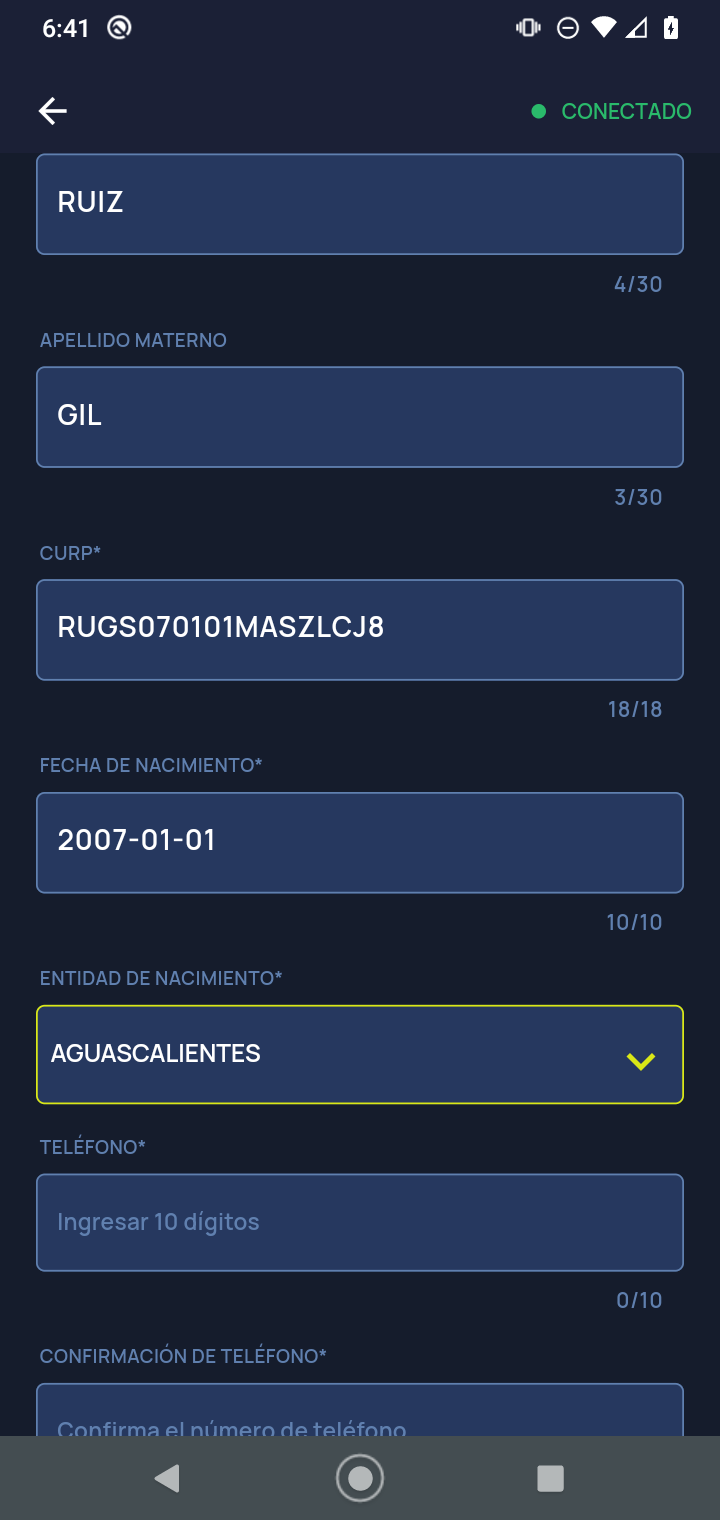 6:41
CONECTADO
RUIZ
4/30
APELLIDO MATERNO
GIL
3/30
CURP*
RUGS070101MASZLCJ8
18/18
FECHA DE NACIMIENTO*
2007-01-01
10/10
ENTIDAD DE NACIMIENTO*
AGUASCALIENTES
TELÉFONO*
Ingresar 10 dígitos
0/10
CONFIRMACIÓN DE TELÉFONO*
Confirma el número de teléfono